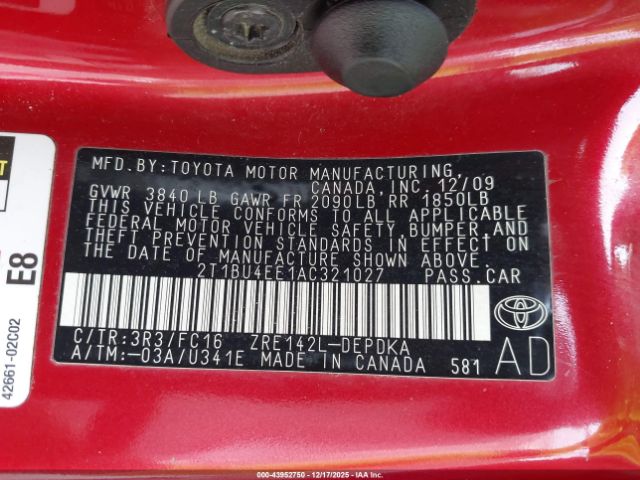 MFD. BY: TOYOTA MOTOR MANUFACTURING,
CANADA, INC. 12/09
GVWR 3840 LB GAWR FR 2090LB RR 1850LB
THIS VEHICLE CONFORMS TO ALL APPLICABLE
FEDERAL MOTOR VEHICLE SAFETY, BUMPER, AND
THEFT PREVENTION STANDARDS IN EFFECT ON
THE DATE OF MANUFACTURE SHOWN ABOVE.
2T1BU4EE1AC321027 PASS. CAR
C/TR:3R3/FC16 ZRE142L-DEPDKA
A/TM:-03A/U341E MADE IN CANADA 581
AD
E8
42661-02C02
000-43952750 - 12/17/2025 - IAA Holdings, LLC.